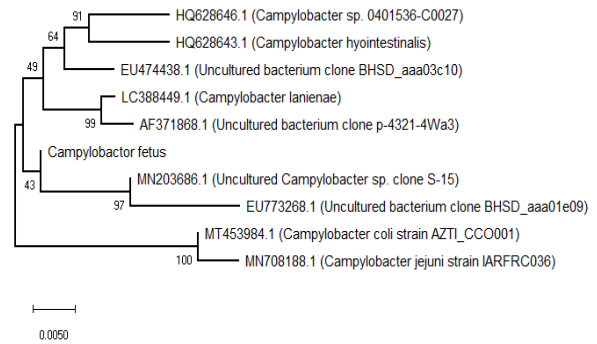 91
HQ628646.1 (Campylobacter sp. 0401536-C0027)
64
HQ628643.1 (Campylobacter hyointestinalis)
49
EU474438.1 (Uncultured bacterium clone BHSD_aaa03c10)
LC388449.1 (Campylobacter lanienae)
99
AF371868.1 (Uncultured bacterium clone p-4321-4Wa3)
Campylobactor fetus
43
MN203686.1 (Uncultured Campylobacter sp. clone S-15)
97
EU773268.1 (Uncultured bacterium clone BHSD_aaa01e09)
MT453984.1 (Campylobacter coli strain AZTI_CCO001)
100
MN708188.1 (Campylobacter jejuni strain IARFRC036)
0.0050